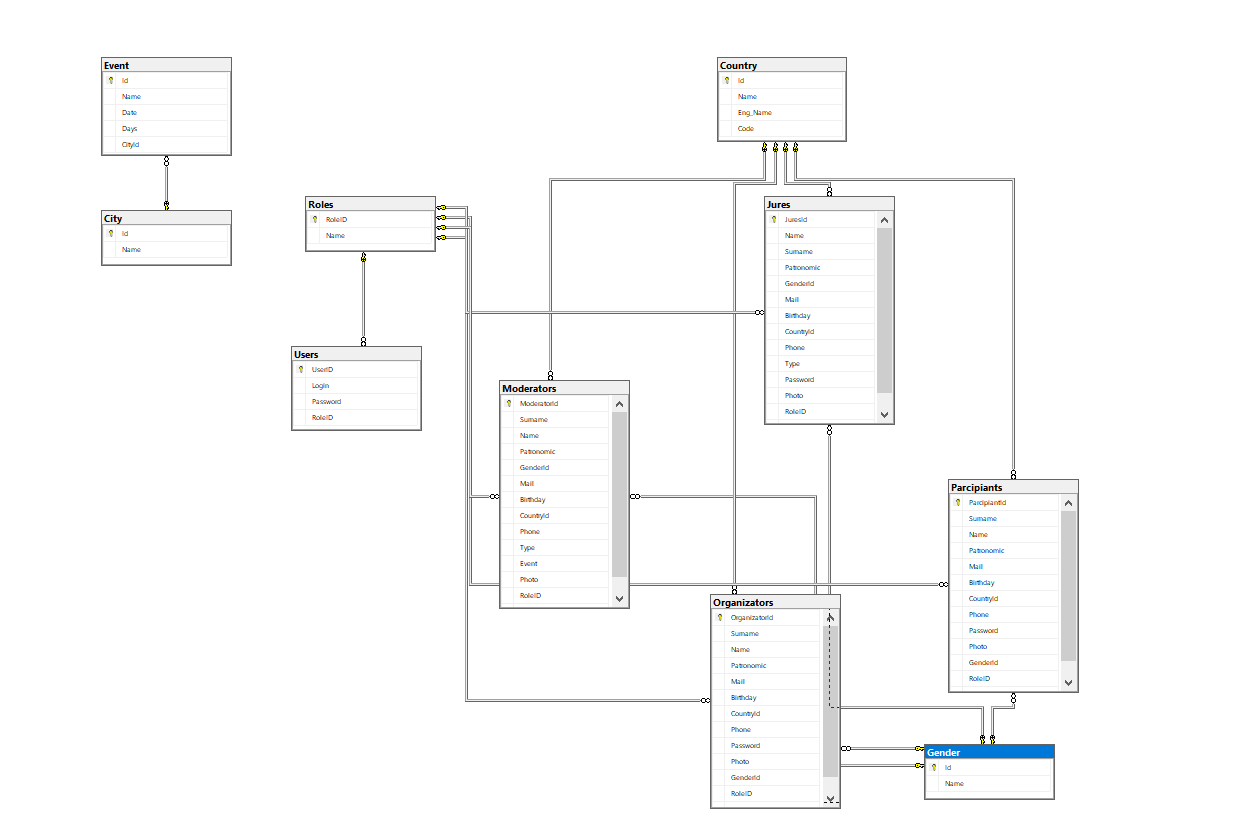 Event
Id
Name
Date
Days
CityId
City
Id
Name
Roles
RoleID
Name
Users
UserID
Login
Password
RoleID
Country
Id
Name
Eng_Name
Code
Jures
JuresId
Name
Surname
Patronomic
GenderId
Mail
Birthday
CountryId
Phone
Type
Password
Photo
RoleID
Moderators
ModeratorId
Surname
Name
Patronomic
GenderId
Mail
Birthday
CountryId
Phone
Type
Event
Photo
RoleID
Parcipiants
ParcipiantId
Surname
Name
Patronomic
Mail
Birthday
CountryId
Phone
Password
Photo
GenderId
RoleID
Organizators
OrganizatorId
Surname
Name
Patronomic
Mail
Birthday
CountryId
Phone
Password
Photo
GenderId
RoleID
Gender
Id
Name